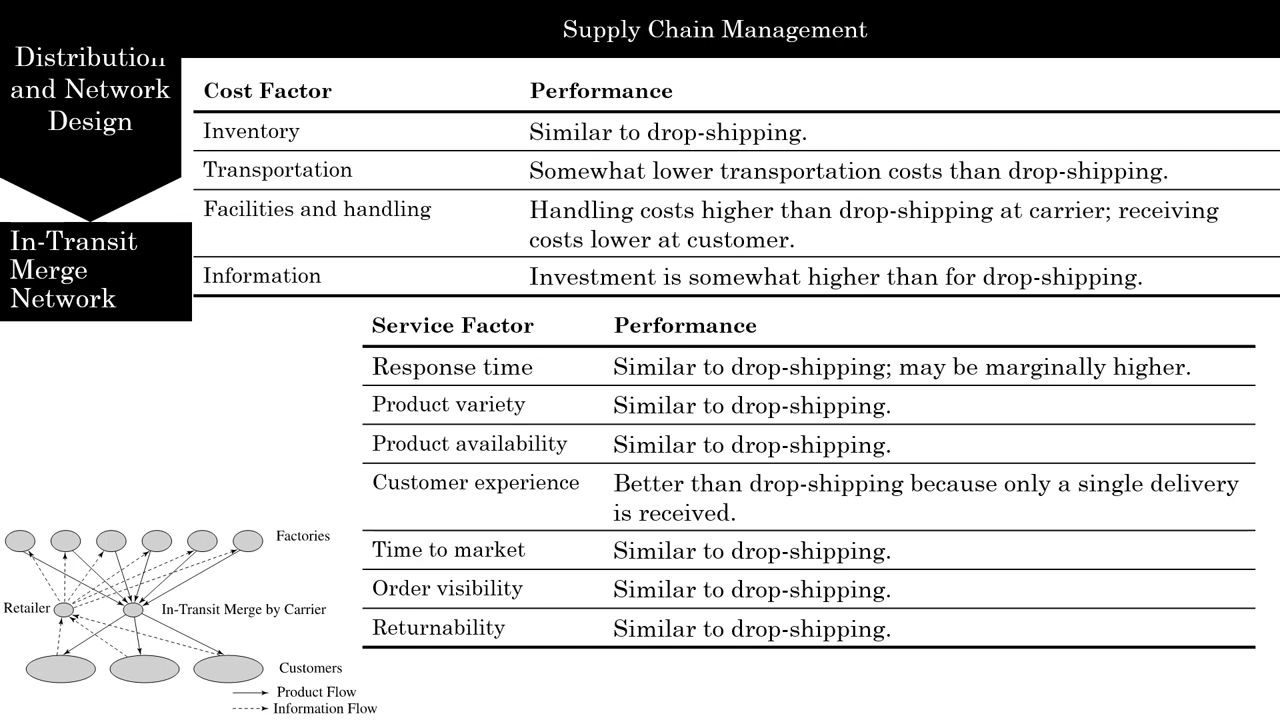 Supply Chain Management
Distribution
and Network
Design
In-Transit
Merge
Network
Cost Factor Performance
Inventory Similar to drop-shipping.
Transportation Somewhat lower transportation costs than drop-shipping.
Facilities and handling Handling costs higher than drop-shipping at carrier; receiving
costs lower at customer.
Information Investment is somewhat higher than for drop-shipping.
Service Factor Performance
Response time Similar to drop-shipping; may be marginally higher.
Product variety Similar to drop-shipping.
Product availability Similar to drop-shipping.
Customer experience Better than drop-shipping because only a single delivery
is received.
Time to market Similar to drop-shipping.
Order visibility Similar to drop-shipping.
Returnability Similar to drop-shipping.
Factories
Retailer In-Transit Merge by Carrier
Customers
Product Flow
Information Flow